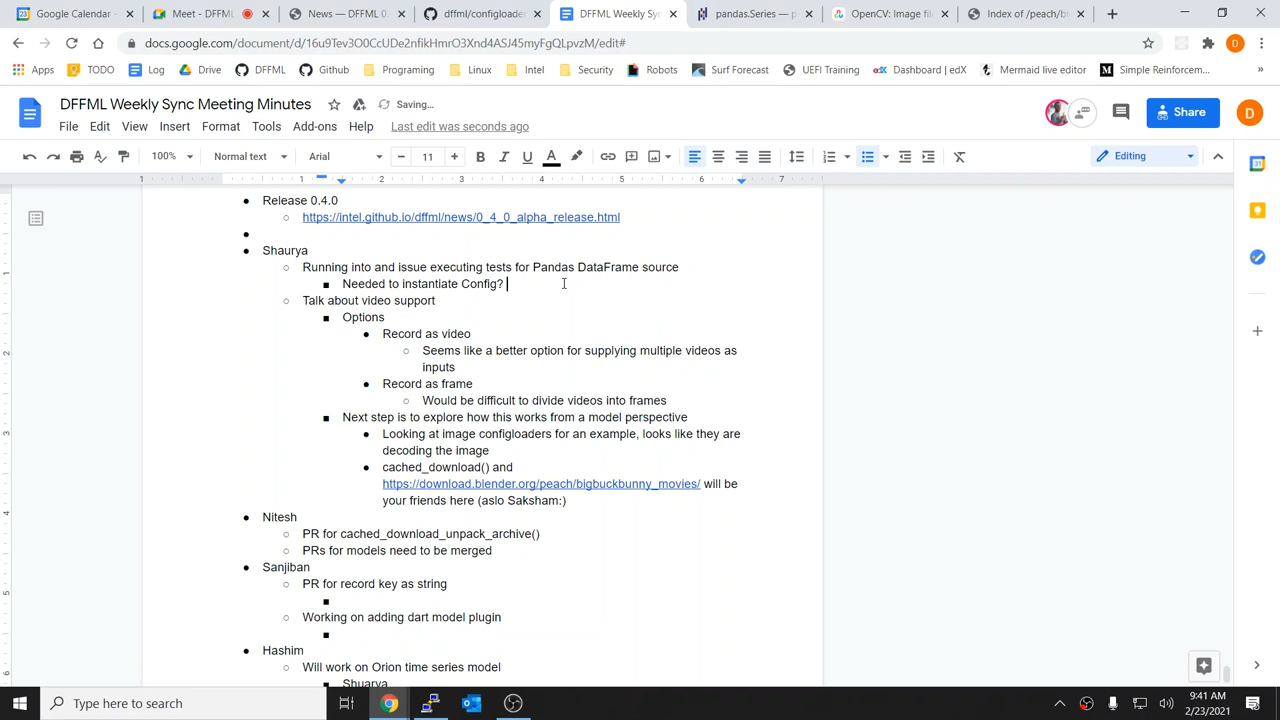 Google Calendar
Meet - DFFML
News — DFFML 0.
dffml/configloader
DFFML Weekly Sync
pandas.Series — p
OpenCV: Image file
Index of /peach/b
docs.google.com/document/d/16u9Tev3O0CcUDe2nfikHmrO3Xnd4ASJ45myFgQLpvzM/edit#
D
Apps
TODO
Log
Drive
DFFML
Github
Programing
Linux
Intel
Security
Robots
Surf Forecast
UEFI Training
Dashboard | edX
Mermaid live editor
Simple Reinforcem...
DFFML Weekly Sync Meeting Minutes
Saving...
Share
D
File Edit View Insert Format Tools Add-ons Help Last edit was seconds ago
100% Normal text Arial 11 B I U A Editing
1 1 2 3 4 5 6 7
Release 0.4.0
https://intel.github.io/dffml/news/0_4_0_alpha_release.html
Shaurya
Running into and issue executing tests for Pandas DataFrame source
Needed to instantiate Config?
Talk about video support
Options
Record as video
Seems like a better option for supplying multiple videos as
inputs
Record as frame
Would be difficult to divide videos into frames
Next step is to explore how this works from a model perspective
Looking at image configloaders for an example, looks like they are
decoding the image
cached_download() and
https://download.blender.org/peach/bigbuckbunny_movies/ will be
your friends here (aslo Saksham:)
Nitesh
PR for cached_download_unpack_archive()
PRs for models need to be merged
Sanjiban
PR for record key as string
Working on adding dart model plugin
Hashim
Will work on Orion time series model
Shuarya
Type here to search
9:41 AM
2/23/2021